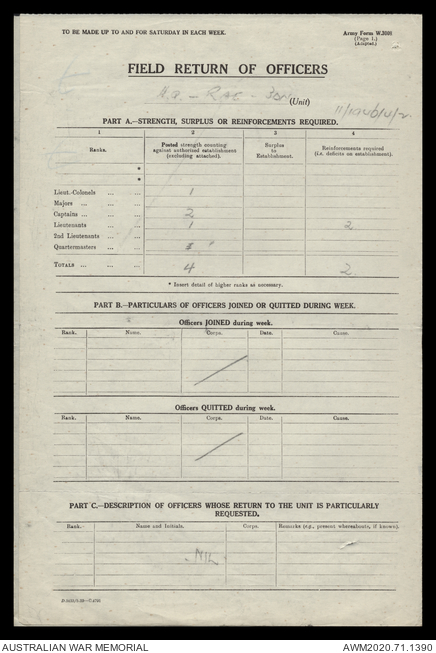 TO BE MADE UP TO AND FOR SATURDAY IN EACH WEEK.
Army Form W.3008
(Page 1.)
(Adapted.)
FIELD RETURN OF OFFICERS
H.Q - RAE - 3DIV (Unit)
PART A.—STRENGTH, SURPLUS OR REINFORCEMENTS REQUIRED.
1 2 3 4
Ranks. Posted strength counting against authorized establishment (excluding attached). Surplus to Establishment. Reinforcements required (i.e. deficits on establishment).
*
*
Lieut.-Colonels ... ... 1
Majors ... ... ...
Captains ... ... ... 2
Lieutenants ... ... 1 2
2nd Lieutenants ... ...
Quartermasters ... ...
TOTALS ... ... ... 4 2
* Insert detail of higher ranks as necessary.
PART B.—PARTICULARS OF OFFICERS JOINED OR QUITTED DURING WEEK.
Officers JOINED during week.
Rank. Name. Corps. Date. Cause.
Officers QUITTED during week.
Rank. Name. Corps. Date. Cause.
PART C.—DESCRIPTION OF OFFICERS WHOSE RETURN TO THE UNIT IS PARTICULARLY
REQUESTED.
Rank. Name and Initials. Corps. Remarks (e.g., present whereabouts, if known).
NIL
AUSTRALIAN WAR MEMORIAL AWM2020.71.1390